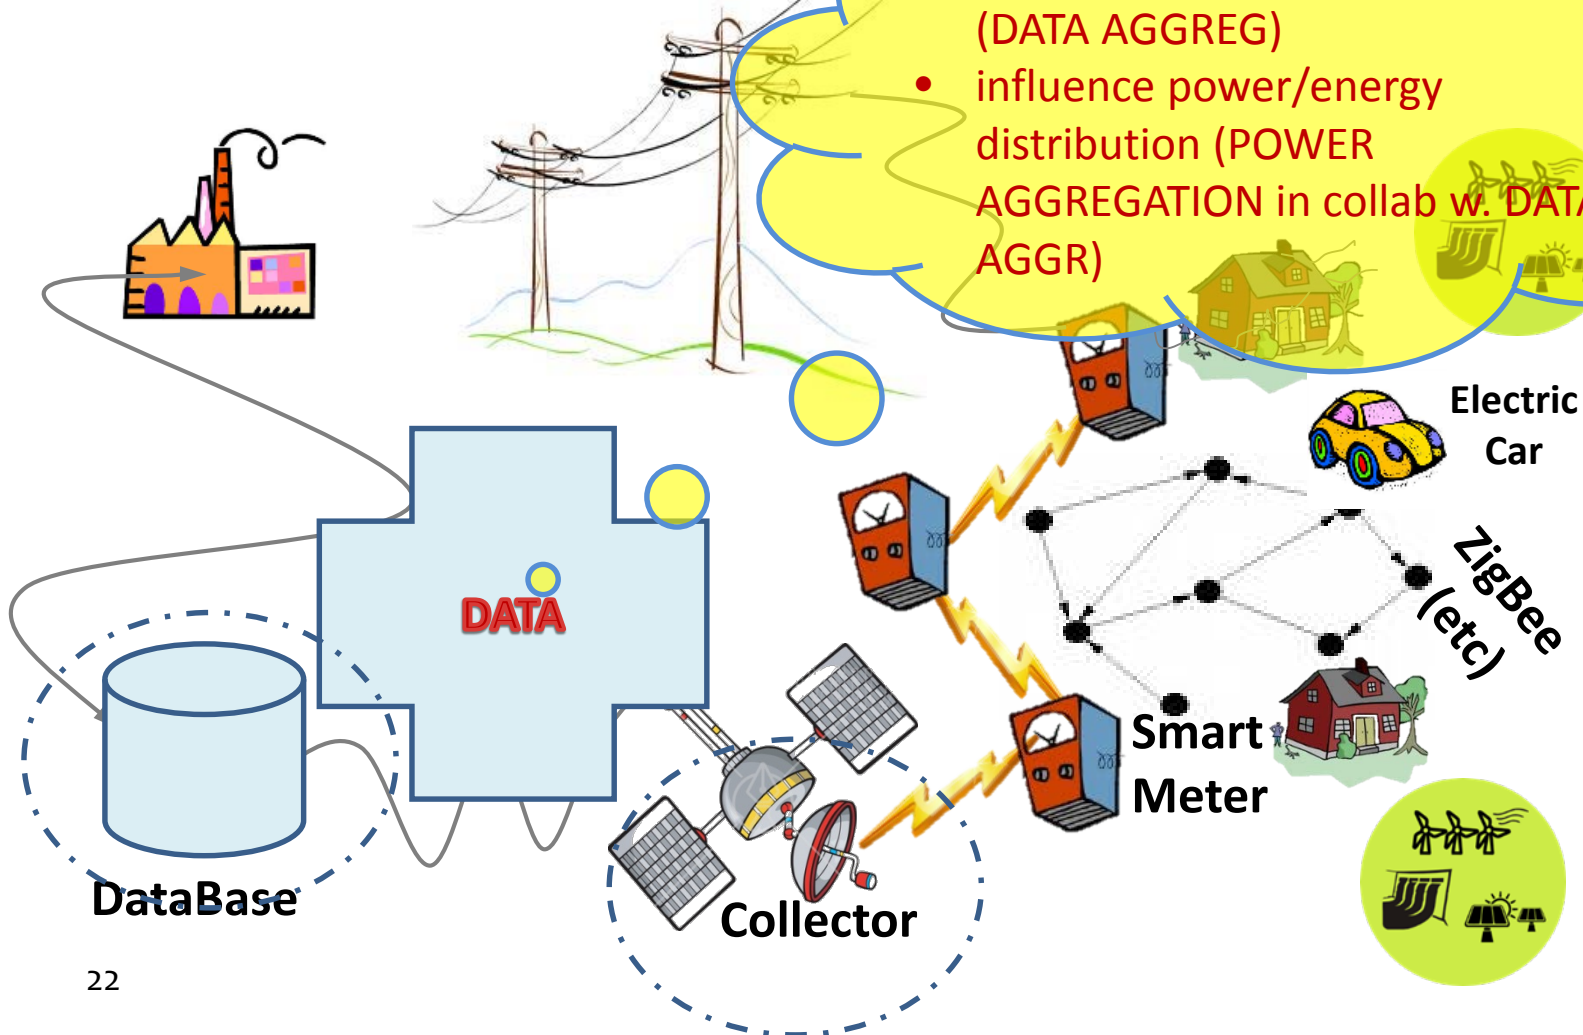 (DATA AGGREG)
• influence power/energy
distribution (POWER
AGGREGATION in collab w. DATA
AGGR)
Electric
Car
ZigBee
(etc)
DATA
Smart
Meter
DataBase
Collector
22